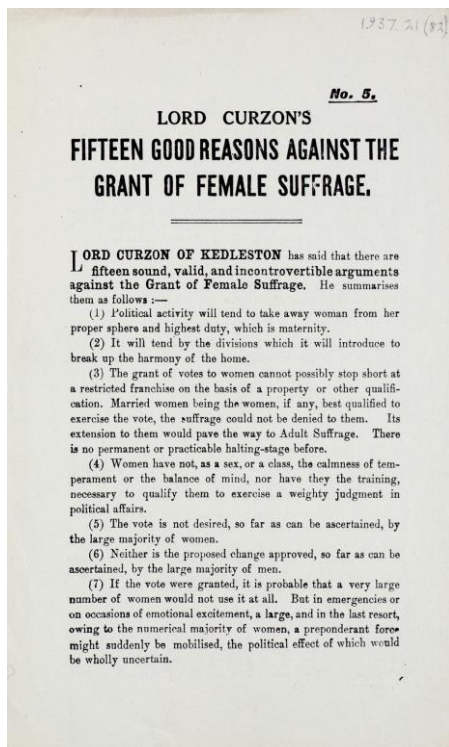 1937.21(82)
No. 5.
LORD CURZON'S
FIFTEEN GOOD REASONS AGAINST THE
GRANT OF FEMALE SUFFRAGE.
LORD CURZON OF KEDLESTON has said that there are
fifteen sound, valid, and incontrovertible arguments
against the Grant of Female Suffrage. He summarises
them as follows :—
(1) Political activity will tend to take away woman from her
proper sphere and highest duty, which is maternity.
(2) It will tend by the divisions which it will introduce to
break up the harmony of the home.
(3) The grant of votes to women cannot possibly stop short at
a restricted franchise on the basis of a property or other qualifi-
cation. Married women being the women, if any, best qualified to
exercise the vote, the suffrage could not be denied to them. Its
extension to them would pave the way to Adult Suffrage. There
is no permanent or practicable halting-stage before.
(4) Women have not, as a sex, or a class, the calmness of tem-
perament or the balance of mind, nor have they the training,
necessary to qualify them to exercise a weighty judgment in
political affairs.
(5) The vote is not desired, so far as can be ascertained, by
the large majority of women.
(6) Neither is the proposed change approved, so far as can be
ascertained, by the large majority of men.
(7) If the vote were granted, it is probable that a very large
number of women would not use it at all. But in emergencies or
on occasions of emotional excitement, a large, and in the last resort,
owing to the numerical majority of women, a preponderant force
might suddenly be mobilised, the political effect of which would
be wholly uncertain.